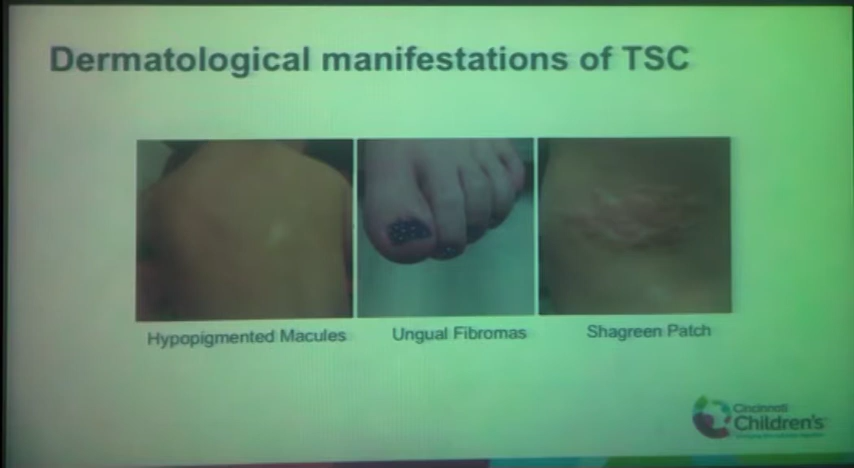 Dermatological manifestations of TSC
Hypopigmented Macules
Ungual Fibromas
Shagreen Patch
Cincinnati
Children's